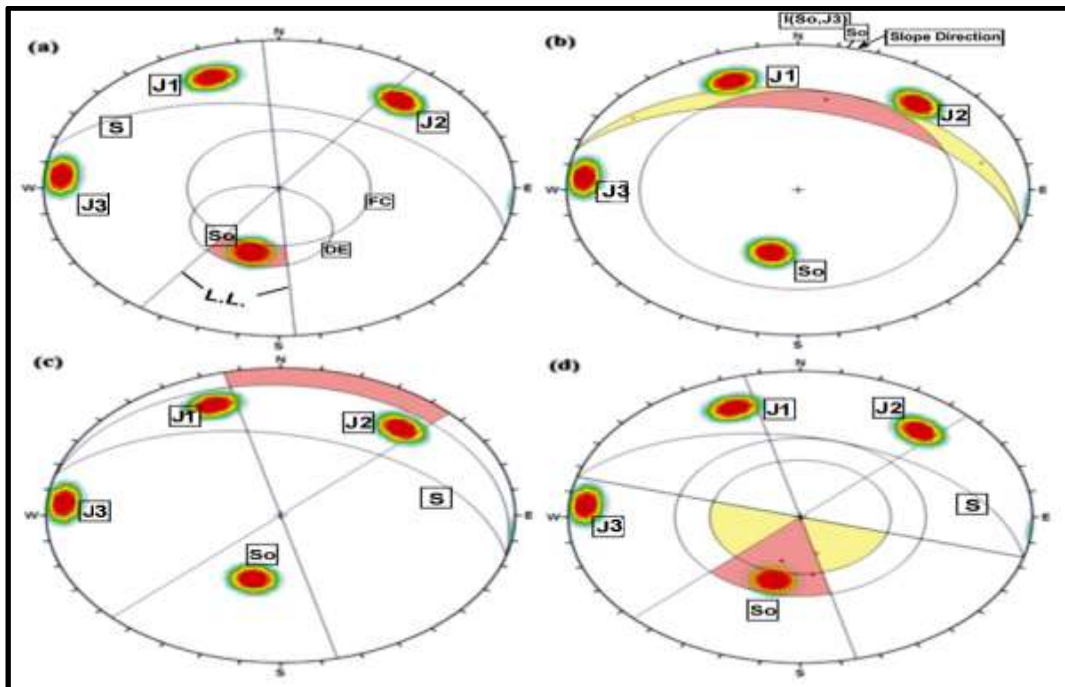 (a)
N
J1
J2
S
W
E
J3
FC
So
DE
L.L.
S
(b)
I(So,J3)
So
Slope Direction
N
J1
J2
W
E
J3
So
S
(c)
N
J1
J2
S
W
E
J3
So
S
(d)
N
J1
J2
S
W
E
J3
So
S